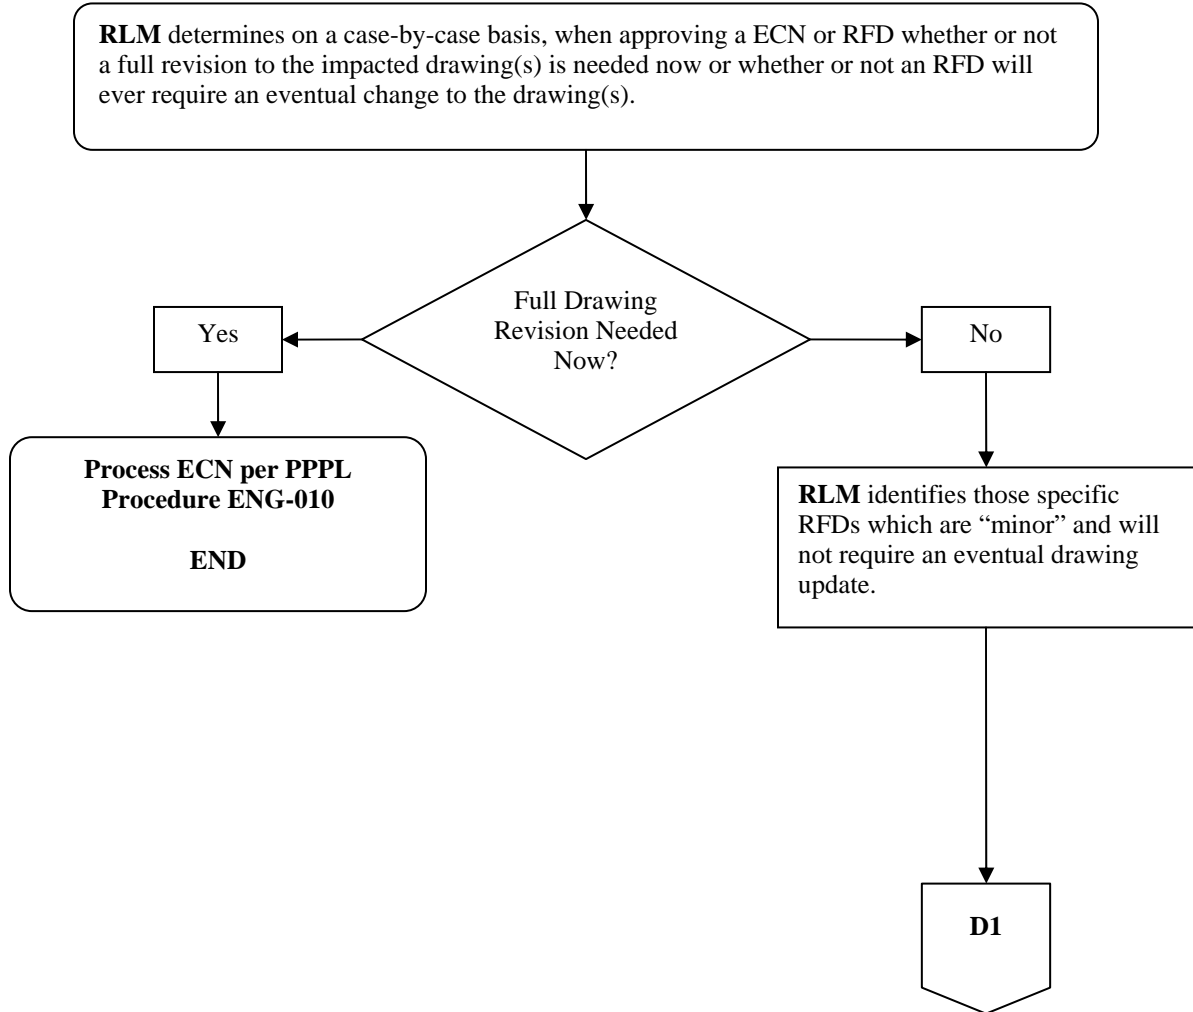 RLM determines on a case-by-case basis, when approving a ECN or RFD whether or not
a full revision to the impacted drawing(s) is needed now or whether or not an RFD will
ever require an eventual change to the drawing(s).
Full Drawing
Revision Needed
Now?
Yes
No
Process ECN per PPPL
Procedure ENG-010
END
RLM identifies those specific
RFDs which are “minor” and will
not require an eventual drawing
update.
D1